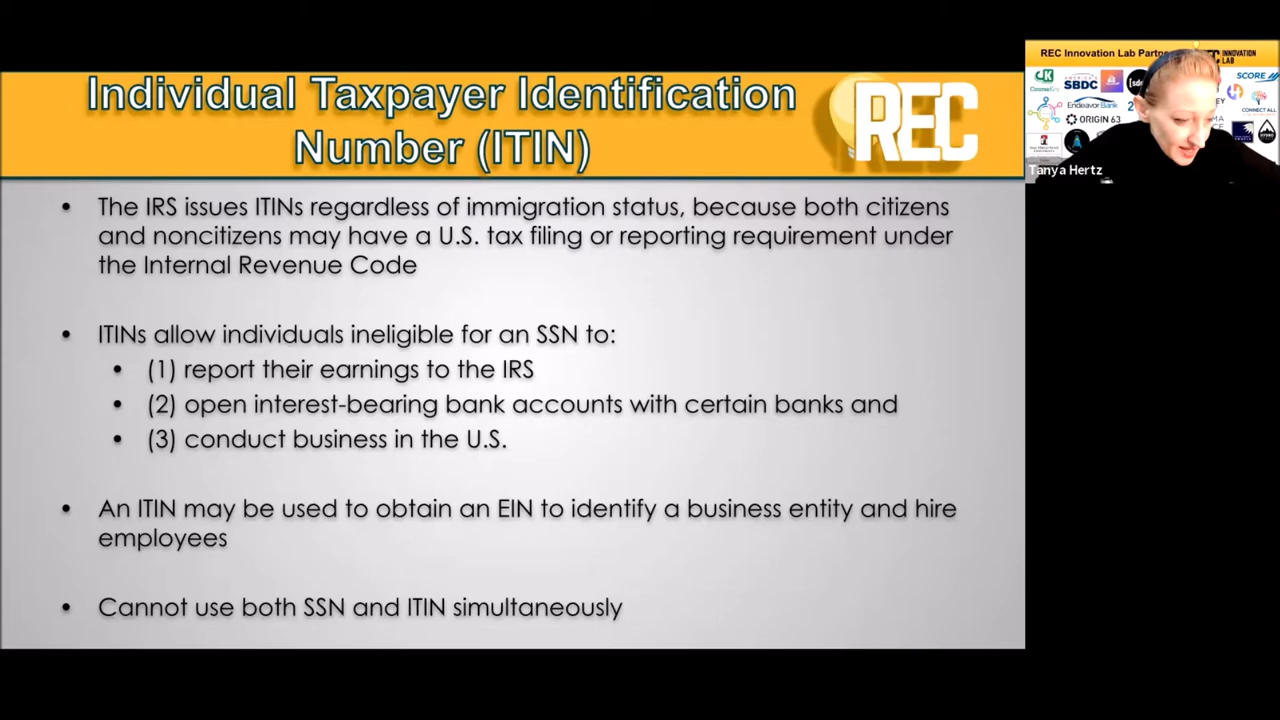 Individual Taxpayer Identification
Number (ITIN)
REC
• The IRS issues ITINs regardless of immigration status, because both citizens
and noncitizens may have a U.S. tax filing or reporting requirement under
the Internal Revenue Code
• ITINs allow individuals ineligible for an SSN to:
• (1) report their earnings to the IRS
• (2) open interest-bearing bank accounts with certain banks and
• (3) conduct business in the U.S.
• An ITIN may be used to obtain an EIN to identify a business entity and hire
employees
• Cannot use both SSN and ITIN simultaneously
REC Innovation Lab
INNOVATION
LAB
SBDC
SCORE
Endeavor Bank
ORIGIN 63
CONNECT ALL
Tanya Hertz